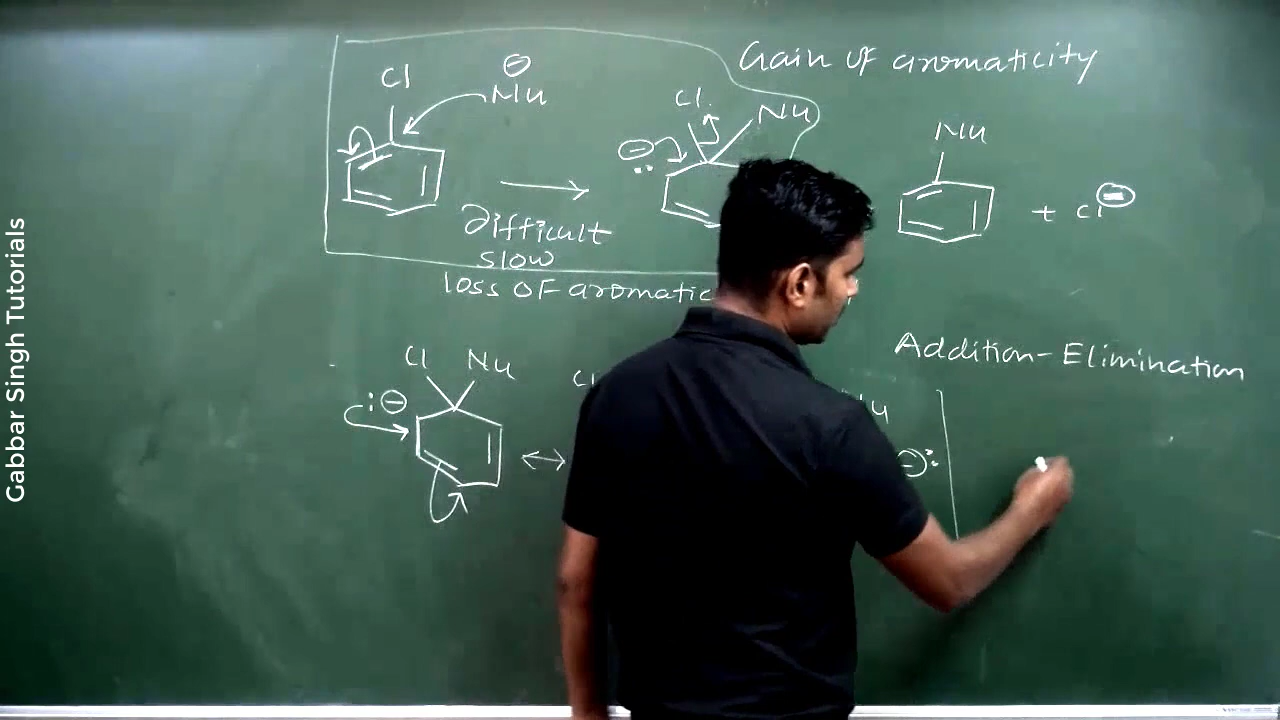 Gain of aromaticity
Cl
⊖
Nu
Cl
Nu
⊖
Nu
+ Cl⊖
Difficult
slow
loss of
Addition-Elimination
Cl Nu
:⊖
↔
⊖:
Gabbar Singh Tutorials